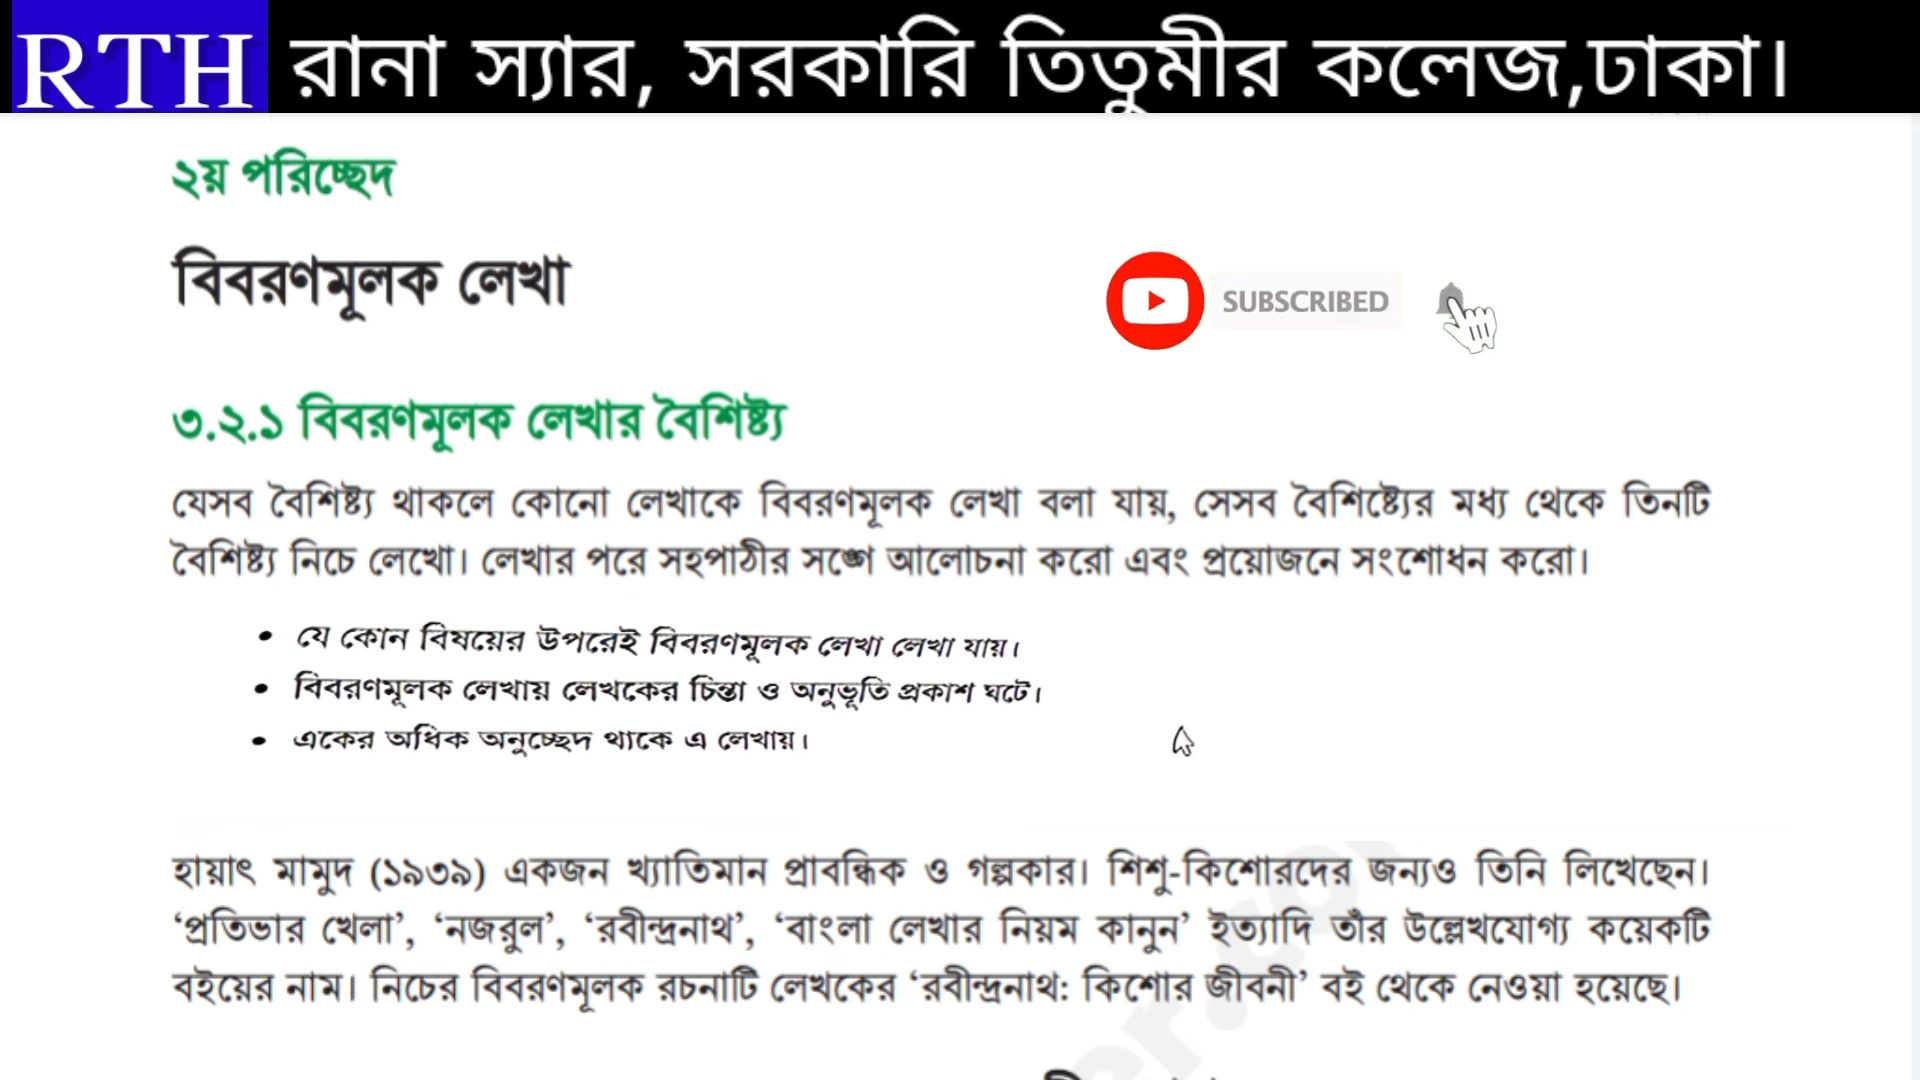 RTH রানা স্যার, সরকারি তিতুমীর কলেজ,ঢাকা।
২য় পরিচ্ছেদ
বিবরণমূলক লেখা
SUBSCRIBED
৩.২.১ বিবরণমূলক লেখার বৈশিষ্ট্য
যেসব বৈশিষ্ট্য থাকলে কোনো লেখাকে বিবরণমূলক লেখা বলা যায়, সেসব বৈশিষ্ট্যের মধ্য থেকে তিনটি
বৈশিষ্ট্য নিচে লেখো। লেখার পরে সহপাঠীর সঙ্গে আলোচনা করো এবং প্রয়োজনে সংশোধন করো।
• যে কোন বিষয়ের উপরেই বিবরণমূলক লেখা লেখা যায়।
• বিবরণমূলক লেখায় লেখকের চিন্তা ও অনুভূতি প্রকাশ ঘটে।
• একের অধিক অনুচ্ছেদ থাকে এ লেখায়।
হায়াৎ মামুদ (১৯৩৯) একজন খ্যাতিমান প্রাবন্ধিক ও গল্পকার। শিশু-কিশোরদের জন্যও তিনি লিখেছেন।
‘প্রতিভার খেলা’, ‘নজরুল’, ‘রবীন্দ্রনাথ’, ‘বাংলা লেখার নিয়ম কানুন’ ইত্যাদি তাঁর উল্লেখযোগ্য কয়েকটি
বইয়ের নাম। নিচের বিবরণমূলক রচনাটি লেখকের ‘রবীন্দ্রনাথ: কিশোর জীবনী’ বই থেকে নেওয়া হয়েছে।